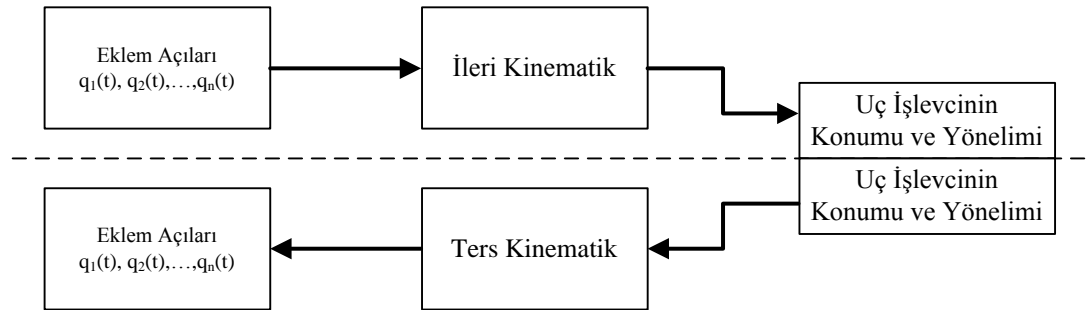 Eklem Açıları
q₁(t), q₂(t),…,qₙ(t)
İleri Kinematik
Uç İşlevcinin
Konumu ve Yönelimi
Uç İşlevcinin
Konumu ve Yönelimi
Ters Kinematik
Eklem Açıları
q₁(t), q₂(t),…,qₙ(t)